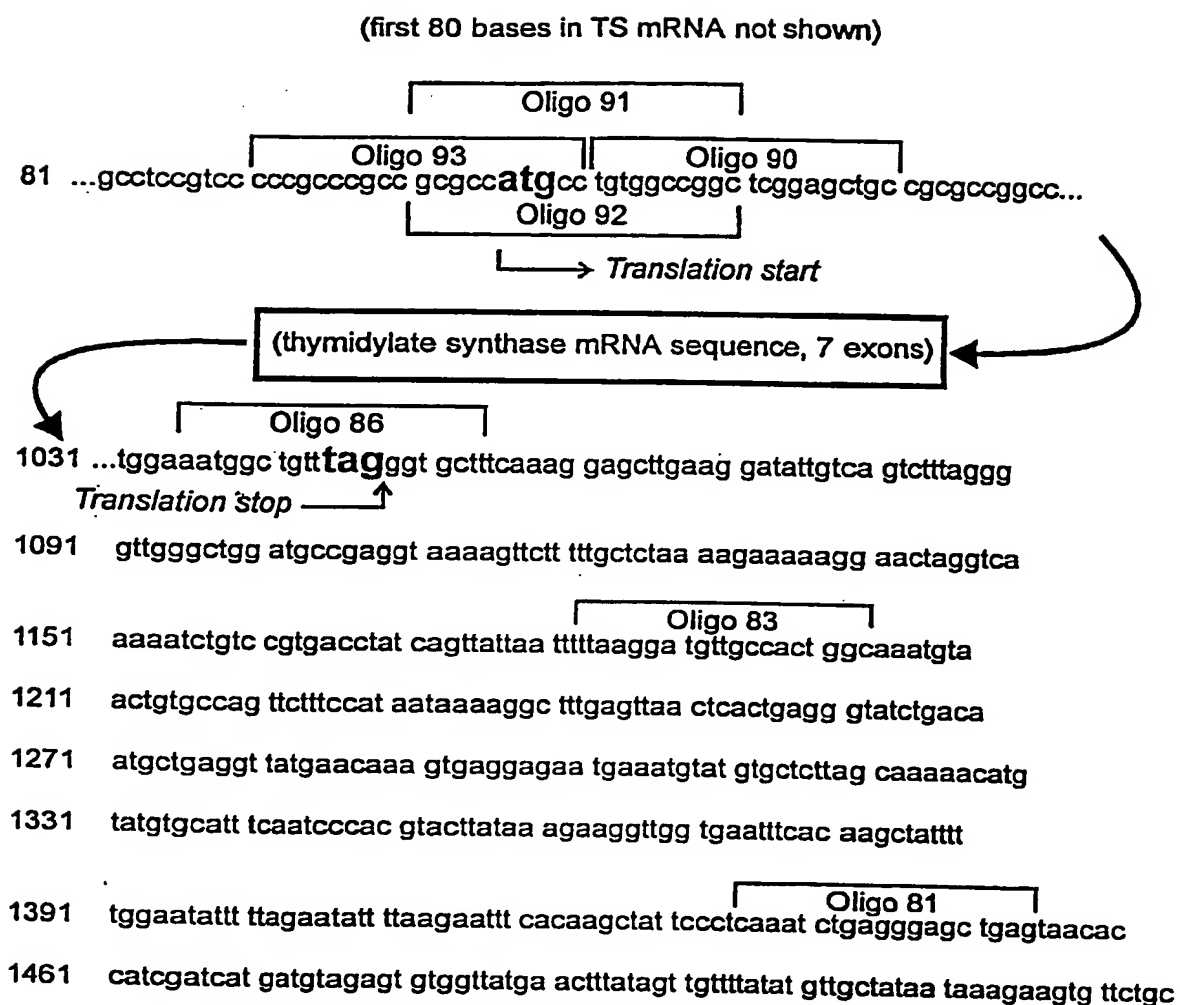 (first 80 bases in TS mRNA not shown)
Oligo 91
Oligo 93 Oligo 90
81 ...gcctccgtcc cccgcccgcc gcgccatgcc tgtggccggc tcggagctgc cgcgccggcc...
Oligo 92
Translation start
(thymidylate synthase mRNA sequence, 7 exons)
Oligo 86
1031 ...tggaaatggc tgtttagggt gctttcaaag gagcttgaag gatattgtca gtctttaggg
Translation stop
1091 gttgggctgg atgccgaggt aaaagttctt tttgctctaa aagaaaaagg aactaggtca
Oligo 83
1151 aaaatctgtc cgtgacctat cagttattaa tttttaagga tgttgccact ggcaaatgta
1211 actgtgccag ttctttccat aataaaaggc tttgagttaa ctcactgagg gtatctgaca
1271 atgctgaggt tatgaacaaa gtgaggagaa tgaaatgtat gtgctcttag caaaaacatg
1331 tatgtgcatt tcaatcccac gtacttataa agaaggttgg tgaatttcac aagctatttt
Oligo 81
1391 tggaatattt ttagaatatt ttaagaattt cacaagctat tccctcaaat ctgagggagc tgagtaacac
1461 catcgatcat gatgtagagt gtggttatga actttatagt tgttttatat gttgctataa taaagaagtg ttctgc